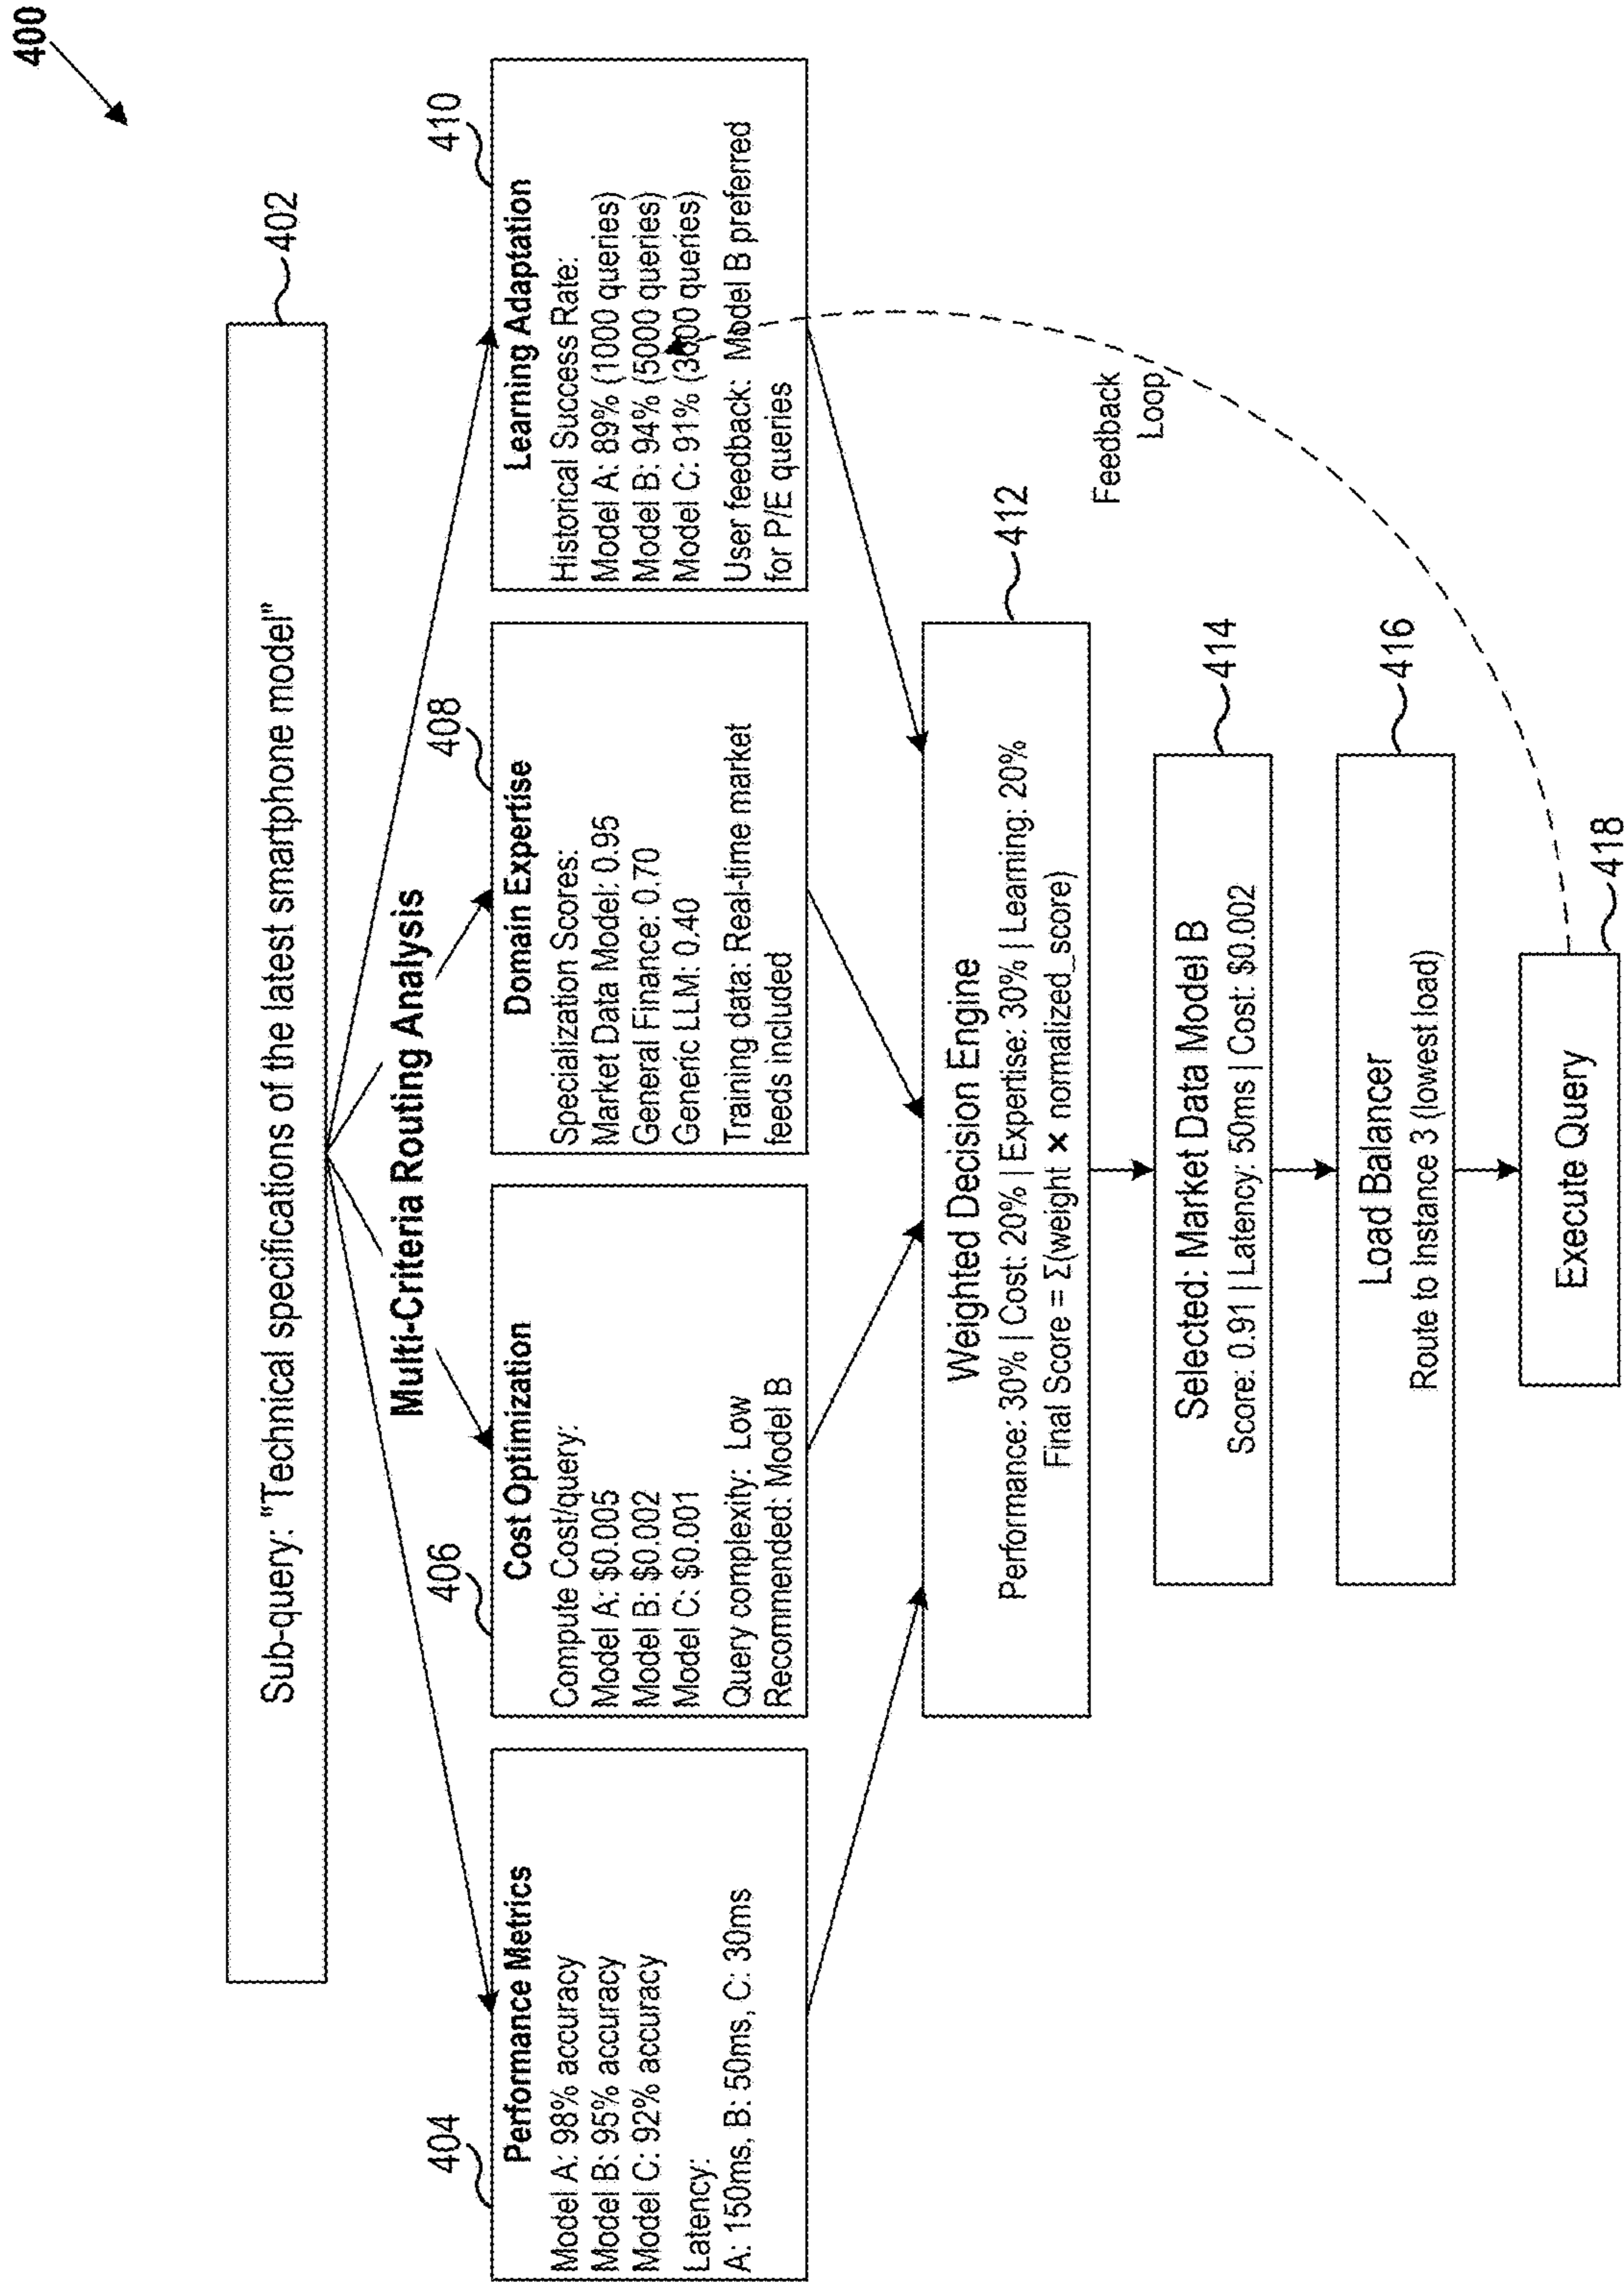 400
Sub-query: "Technical specifications of the latest smartphone model"
402
Multi-Criteria Routing Analysis
404
Performance Metrics
Model A: 98% accuracy
Model B: 95% accuracy
Model C: 92% accuracy
Latency:
A: 150ms, B: 50ms, C: 30ms
406
Cost Optimization
Compute Cost/query:
Model A: $0.005
Model B: $0.002
Model C: $0.001
Query complexity: Low
Recommended: Model B
408
Domain Expertise
Specialization Scores:
Market Data Model: 0.95
General Finance: 0.70
Generic LLM: 0.40
Training data: Real-time market
feeds included
410
Learning Adaptation
Historical Success Rate:
Model A: 89% (1000 queries)
Model B: 94% (5000 queries)
Model C: 91% (3000 queries)
User feedback: Model B preferred
for P/E queries
412
Weighted Decision Engine
Performance: 30% | Cost: 20% | Expertise: 30% | Learning: 20%
Final Score = Σ(weight × normalized_score)
Feedback
Loop
414
Selected: Market Data Model B
Score: 0.91 | Latency: 50ms | Cost: $0.002
416
Load Balancer
Route to Instance 3 (lowest load)
Execute Query
418